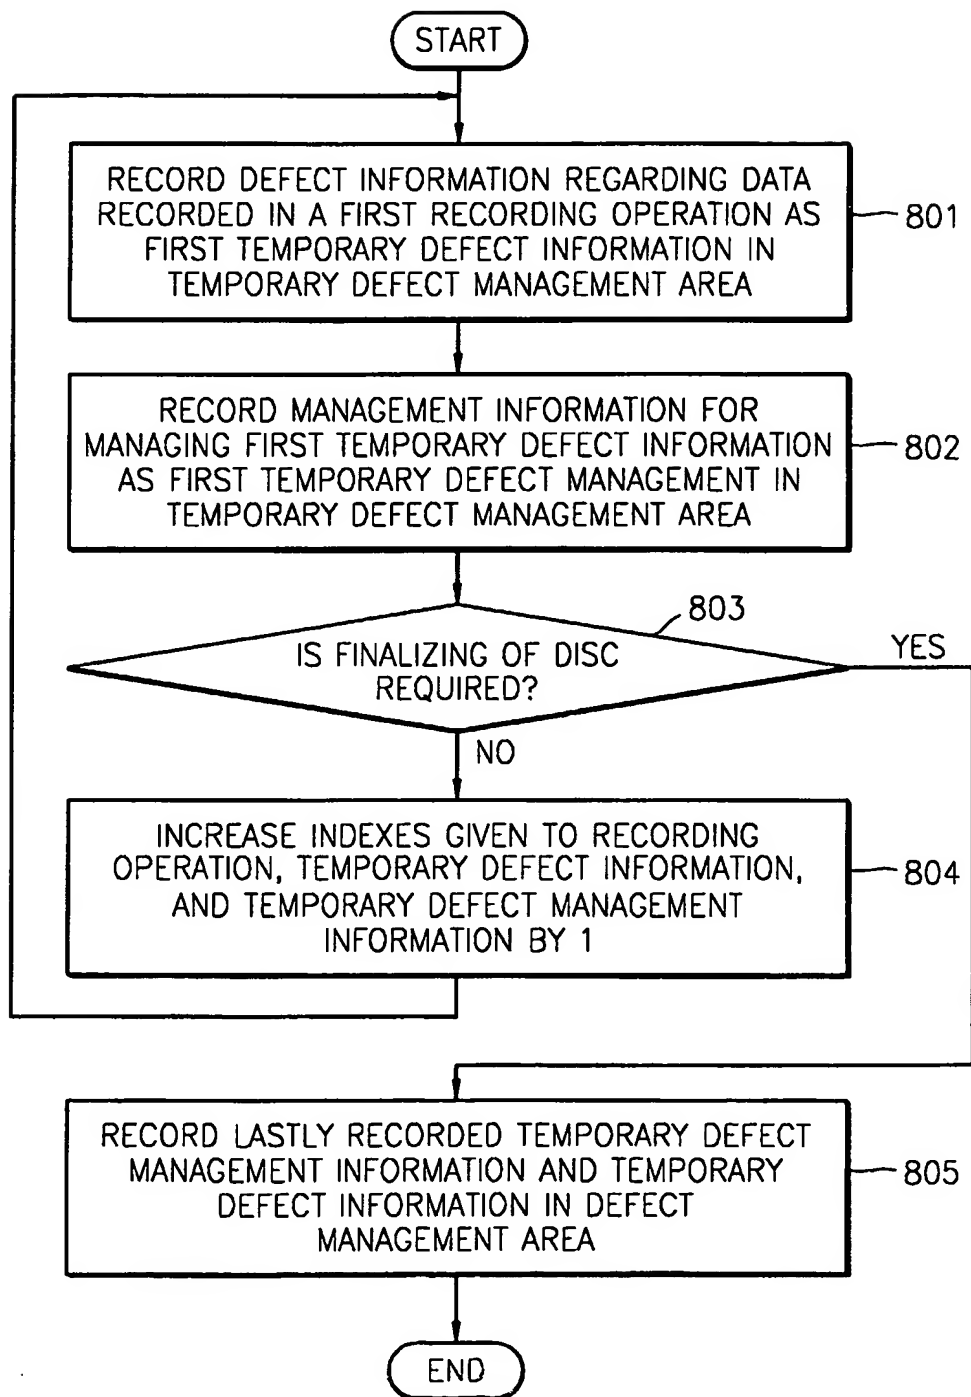 START
RECORD DEFECT INFORMATION REGARDING DATA
RECORDED IN A FIRST RECORDING OPERATION AS
FIRST TEMPORARY DEFECT INFORMATION IN
TEMPORARY DEFECT MANAGEMENT AREA
801
RECORD MANAGEMENT INFORMATION FOR
MANAGING FIRST TEMPORARY DEFECT INFORMATION
AS FIRST TEMPORARY DEFECT MANAGEMENT IN
TEMPORARY DEFECT MANAGEMENT AREA
802
803
IS FINALIZING OF DISC
REQUIRED?
YES
NO
INCREASE INDEXES GIVEN TO RECORDING
OPERATION, TEMPORARY DEFECT INFORMATION,
AND TEMPORARY DEFECT MANAGEMENT
INFORMATION BY 1
804
RECORD LASTLY RECORDED TEMPORARY DEFECT
MANAGEMENT INFORMATION AND TEMPORARY
DEFECT INFORMATION IN DEFECT
MANAGEMENT AREA
805
END